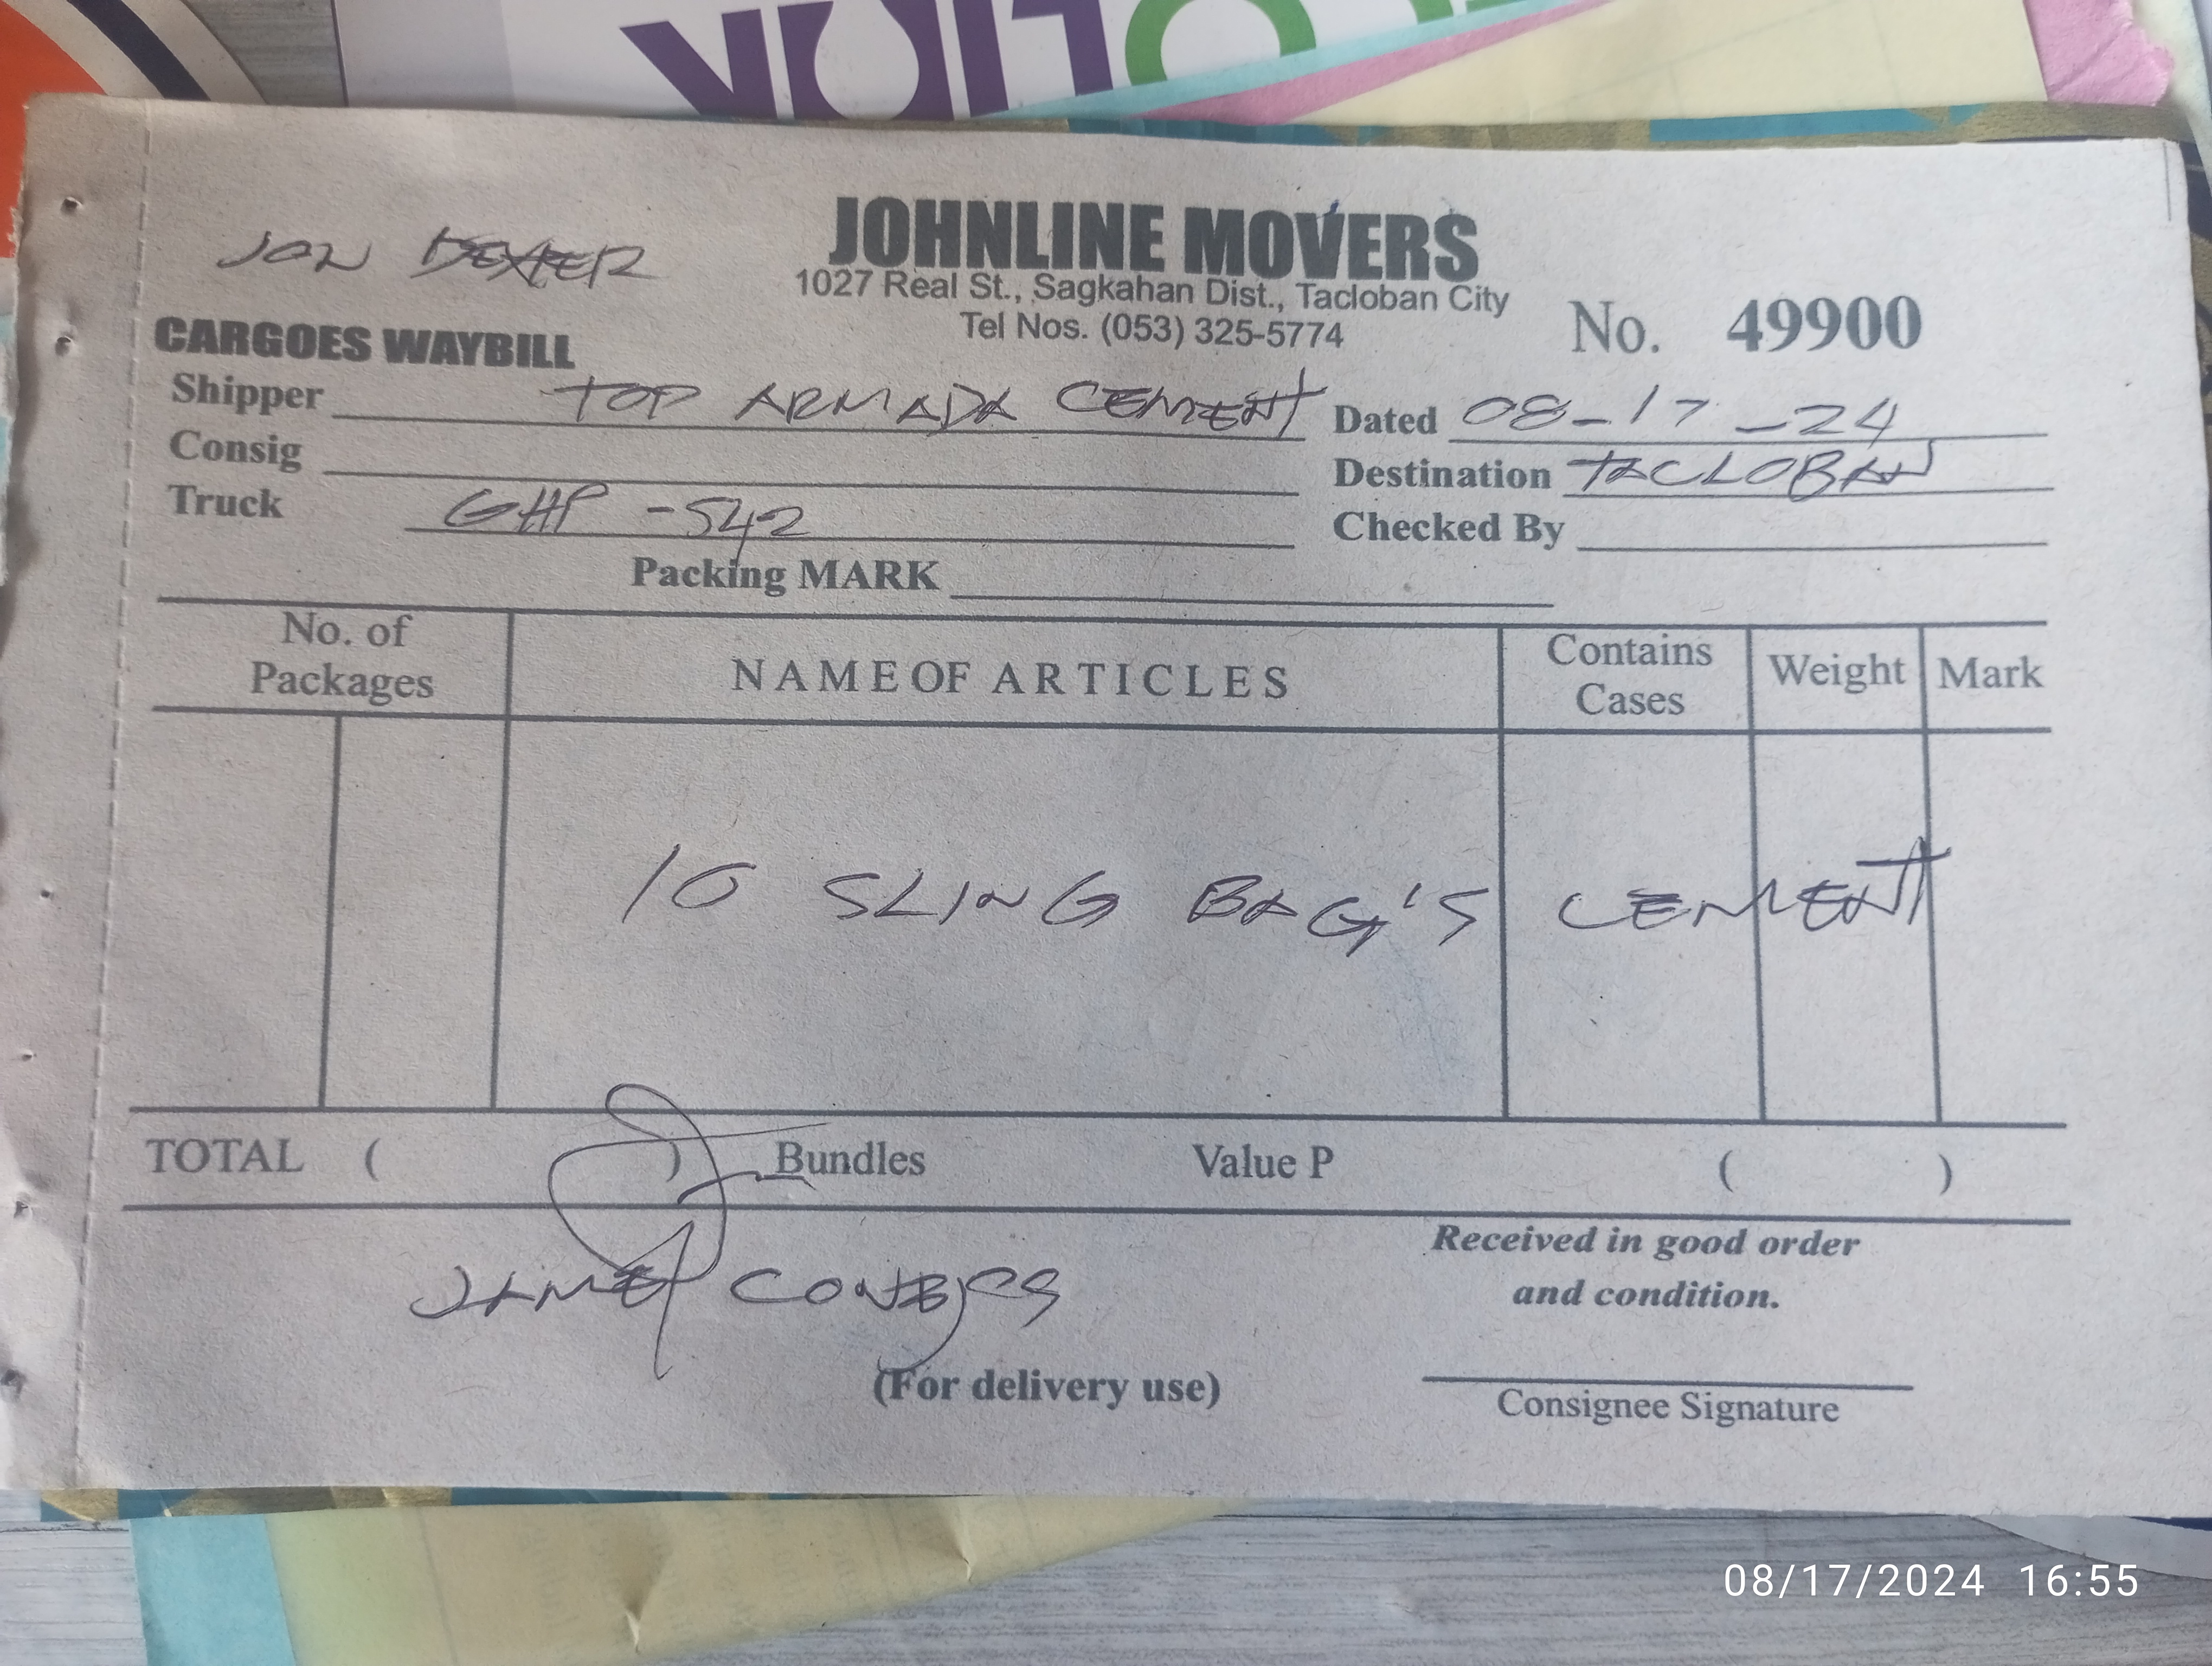 JOHNLINE MOVERS
1027 Real St., Sagkahan Dist., Tacloban City
Tel Nos. (053) 325-5774
JON DEXTER
No. 49900
CARGOES WAYBILL
Shipper TOP ARMADA CEMENT Dated 08-17-24
Consig Destination TACLOBAN
Truck GHP-542 Checked By
Packing MARK
No. of Packages NAME OF ARTICLES Contains Cases Weight Mark
10 SLING BAG'S CEMENT
TOTAL ( ) Bundles Value P ( )
Received in good order
and condition.
(For delivery use)
Consignee Signature
08/17/2024 16:55